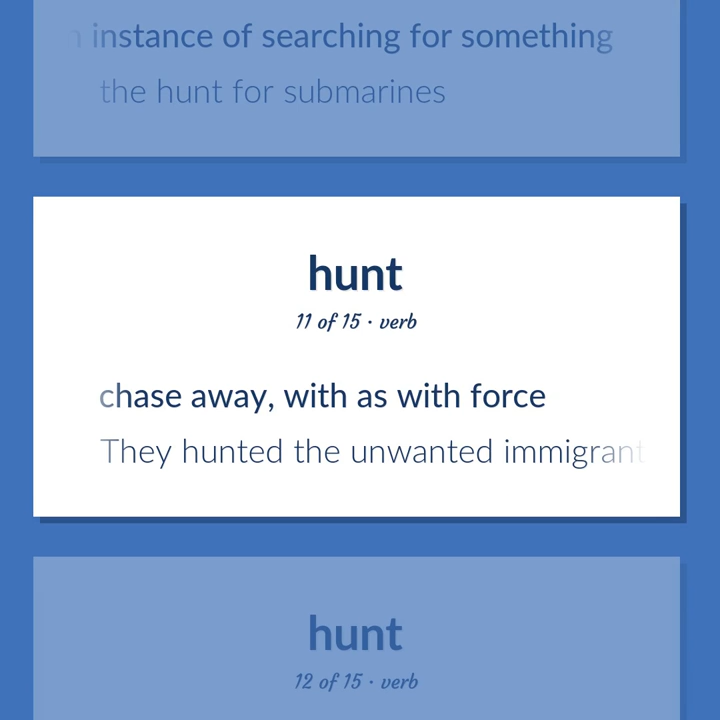 instance of searching for something
the hunt for submarines
hunt
11 of 15 · verb
chase away, with as with force
They hunted the unwanted immigrant
hunt
12 of 15 · verb